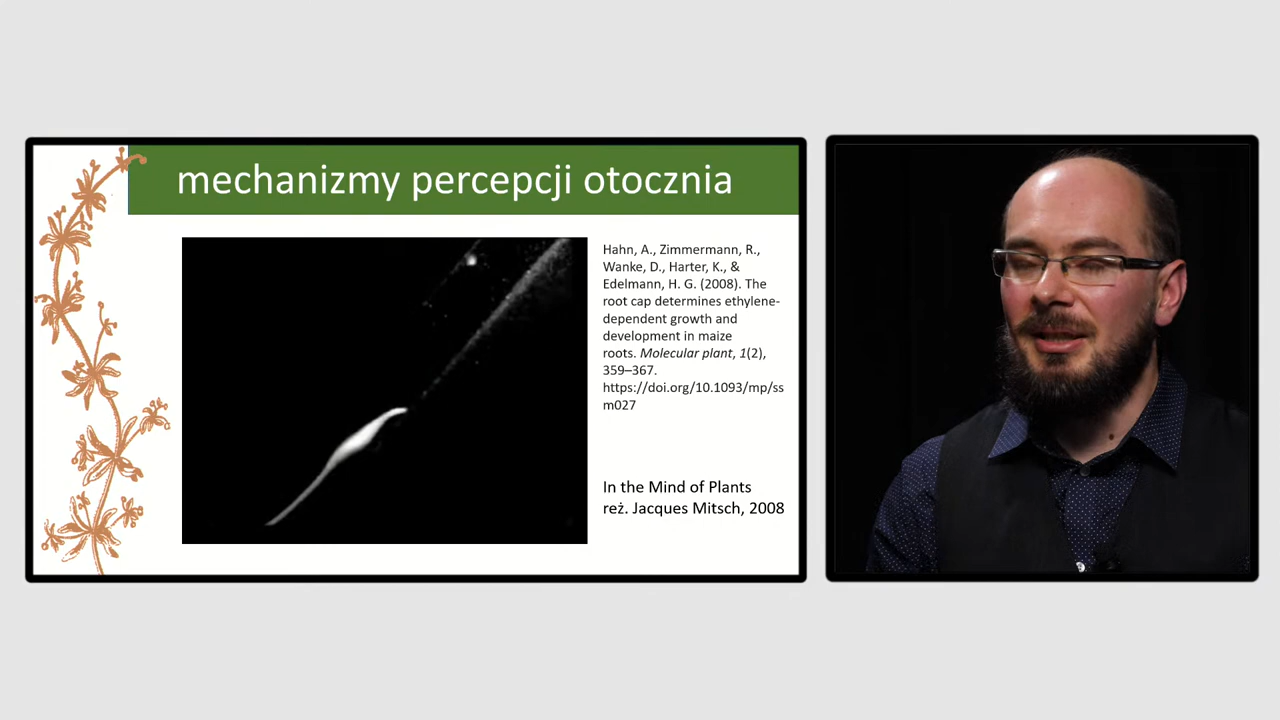 mechanizmy percepcji otocznia
Hahn, A., Zimmermann, R.,
Wanke, D., Harter, K., &
Edelmann, H. G. (2008). The
root cap determines ethylene-
dependent growth and
development in maize
roots. Molecular plant, 1(2),
359–367.
https://doi.org/10.1093/mp/ss
m027
In the Mind of Plants
reż. Jacques Mitsch, 2008